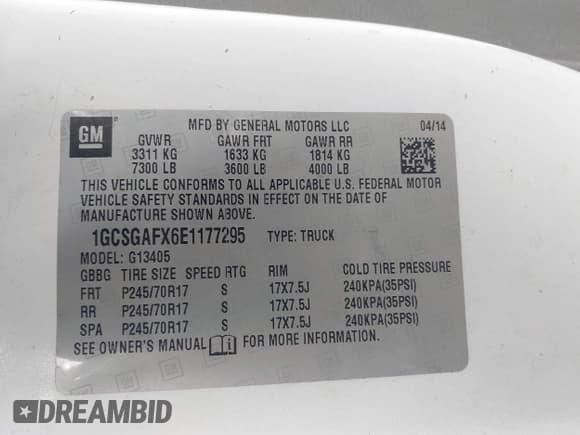 GM
MFD BY GENERAL MOTORS LLC 04/14
GVWR GAWR FRT GAWR RR
3311 KG 1633 KG 1814 KG
7300 LB 3600 LB 4000 LB
THIS VEHICLE CONFORMS TO ALL APPLICABLE U.S. FEDERAL MOTOR
VEHICLE SAFETY STANDARDS IN EFFECT ON THE DATE OF
MANUFACTURE SHOWN ABOVE.
1GCSGAFX6E1177295 TYPE: TRUCK
MODEL: G13405
GBBG TIRE SIZE SPEED RTG RIM COLD TIRE PRESSURE
FRT P245/70R17 S 17X7.5J 240KPA(35PSI)
RR P245/70R17 S 17X7.5J 240KPA(35PSI)
SPA P245/70R17 S 17X7.5J 240KPA(35PSI)
SEE OWNER'S MANUAL FOR MORE INFORMATION.
DREAMBID